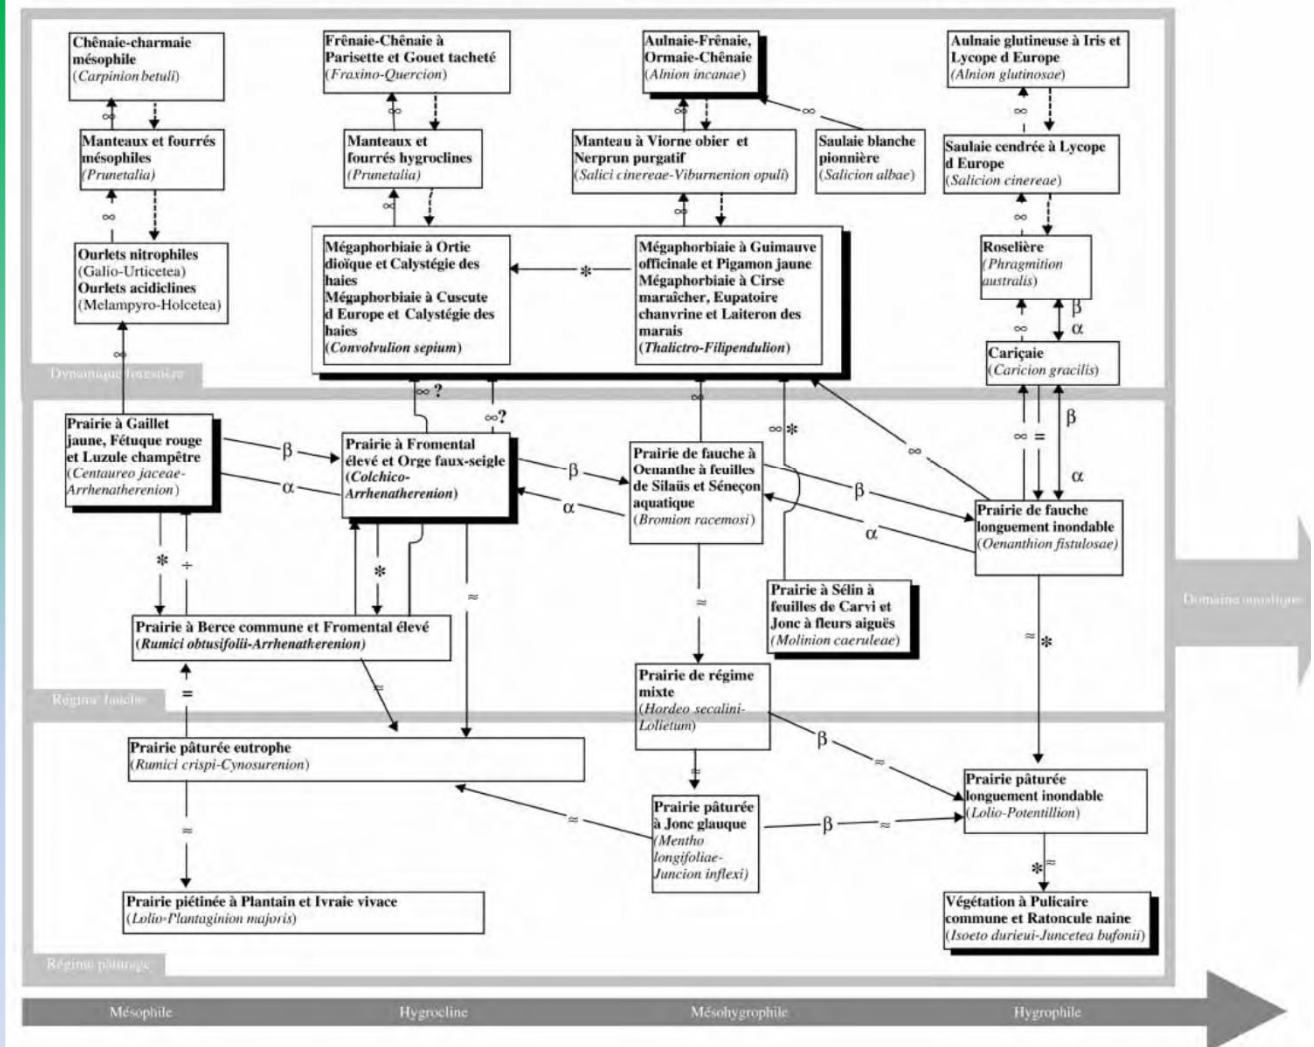 Chênaie-charmaie
mésophile
(Carpinion betuli)
Frênaie-Chênaie à
Parisette et Gouet tacheté
(Fraxino-Quercion)
Aulnaie-Frênaie,
Ormaie-Chênaie
(Alnion incanae)
Aulnaie glutineuse à Iris et
Lycope d Europe
(Alnion glutinosae)
∞
∞
∞
∞
∞
Manteaux et fourrés
mésophiles
(Prunetalia)
Manteaux et
fourrés hygroclines
(Prunetalia)
Manteau à Viorne obier et
Nerprun purgatif
(Salici cinereae-Viburnenion opuli)
Saulaie blanche
pionnière
(Salicion albae)
Saulaie cendrée à Lycope
d Europe
(Salicion cinereae)
∞
∞
∞
∞
Ourlets nitrophiles
(Galio-Urticetea)
Ourlets acidiclines
(Melampyro-Holcetea)
Mégaphorbiaie à Ortie
dioïque et Calystégie des
haies
Mégaphorbiaie à Cuscute
d Europe et Calystégie des
haies
(Convolvulion sepium)
*
Mégaphorbiaie à Guimauve
officinale et Pigamon jaune
Mégaphorbiaie à Cirse
maraîcher, Eupatoire
chanvrine et Laiteron des
marais
(Thalictro-Filipendulion)
Roselière
(Phragmition
australis)
∞
β
α
Cariçaie
(Caricion gracilis)
∞
Dynamique forestière
∞ ?
∞?
∞
∞*
∞
∞ =
β
α
Prairie à Gaillet
jaune, Fétuque rouge
et Luzule champêtre
(Centaureo jaceae-
Arrhenatherenion)
β
α
Prairie à Fromental
élevé et Orge faux-seigle
(Colchico-
Arrhenatherenion)
β
α
Prairie de fauche à
Oenanthe à feuilles
de Silaüs et Séneçon
aquatique
(Bromion racemosi)
β
α
Prairie de fauche
longuement inondable
(Oenanthion fistulosae)
* ÷
*
≈
≈
Prairie à Sélin à
feuilles de Carvi et
Jonc à fleurs aiguës
(Molinion caeruleae)
≈ *
Prairie à Berce commune et Fromental élevé
(Rumici obtusifolii-Arrhenatherenion)
=
≈
Prairie de régime
mixte
(Hordeo secalini-
Lolietum)
Régime fauche
Domaine aquatique
Prairie pâturée eutrophe
(Rumici crispi-Cynosurenion)
≈
≈
β
≈
Prairie pâturée
à Jonc glauque
(Mentho
longifoliae-
Juncion inflexi)
≈
β
≈
Prairie pâturée
longuement inondable
(Lolio-Potentillion)
*≈
Prairie piétinée à Plantain et Ivraie vivace
(Lolio-Plantaginion majoris)
Végétation à Pulicaire
commune et Ratoncule naine
(Isoeto durieui-Juncetea bufonii)
Régime pâturage
Mésophile
Hygrocline
Mésohygrophile
Hygrophile